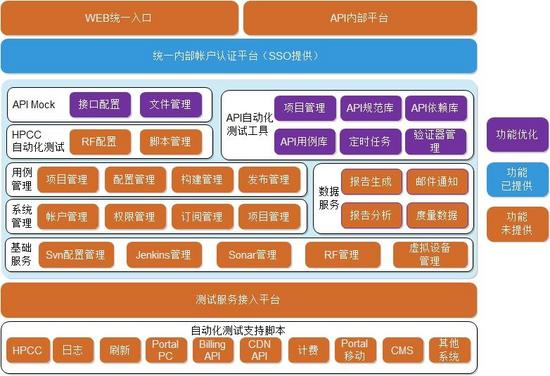 WEB统一入口
API内部平台
统一内部帐户认证平台（SSO提供）
API Mock
接口配置
文件管理
HPCC
自动化测试
RF配置
脚本管理
API自动化
测试工具
项目管理
API规范库
API依赖库
API用例库
定时任务
验证器管
理
用例
管理
项目管理
配置管理
构建管理
发布管理
系统
管理
帐户管理
权限管理
订阅管理
项目管理
数据
服务
报告生成
邮件通知
报告分析
度量数据
基础
服务
Svn配置管理
Jenkins管理
Sonar管理
RF管理
虚拟设备
管理
功能优化
功能
已提供
功能
未提供
测试服务接入平台
自动化测试支持脚本
HPCC
日志
刷新
Portal
PC
Billing
API
CDN
API
计费
Portal
移动
CMS
其他
系统